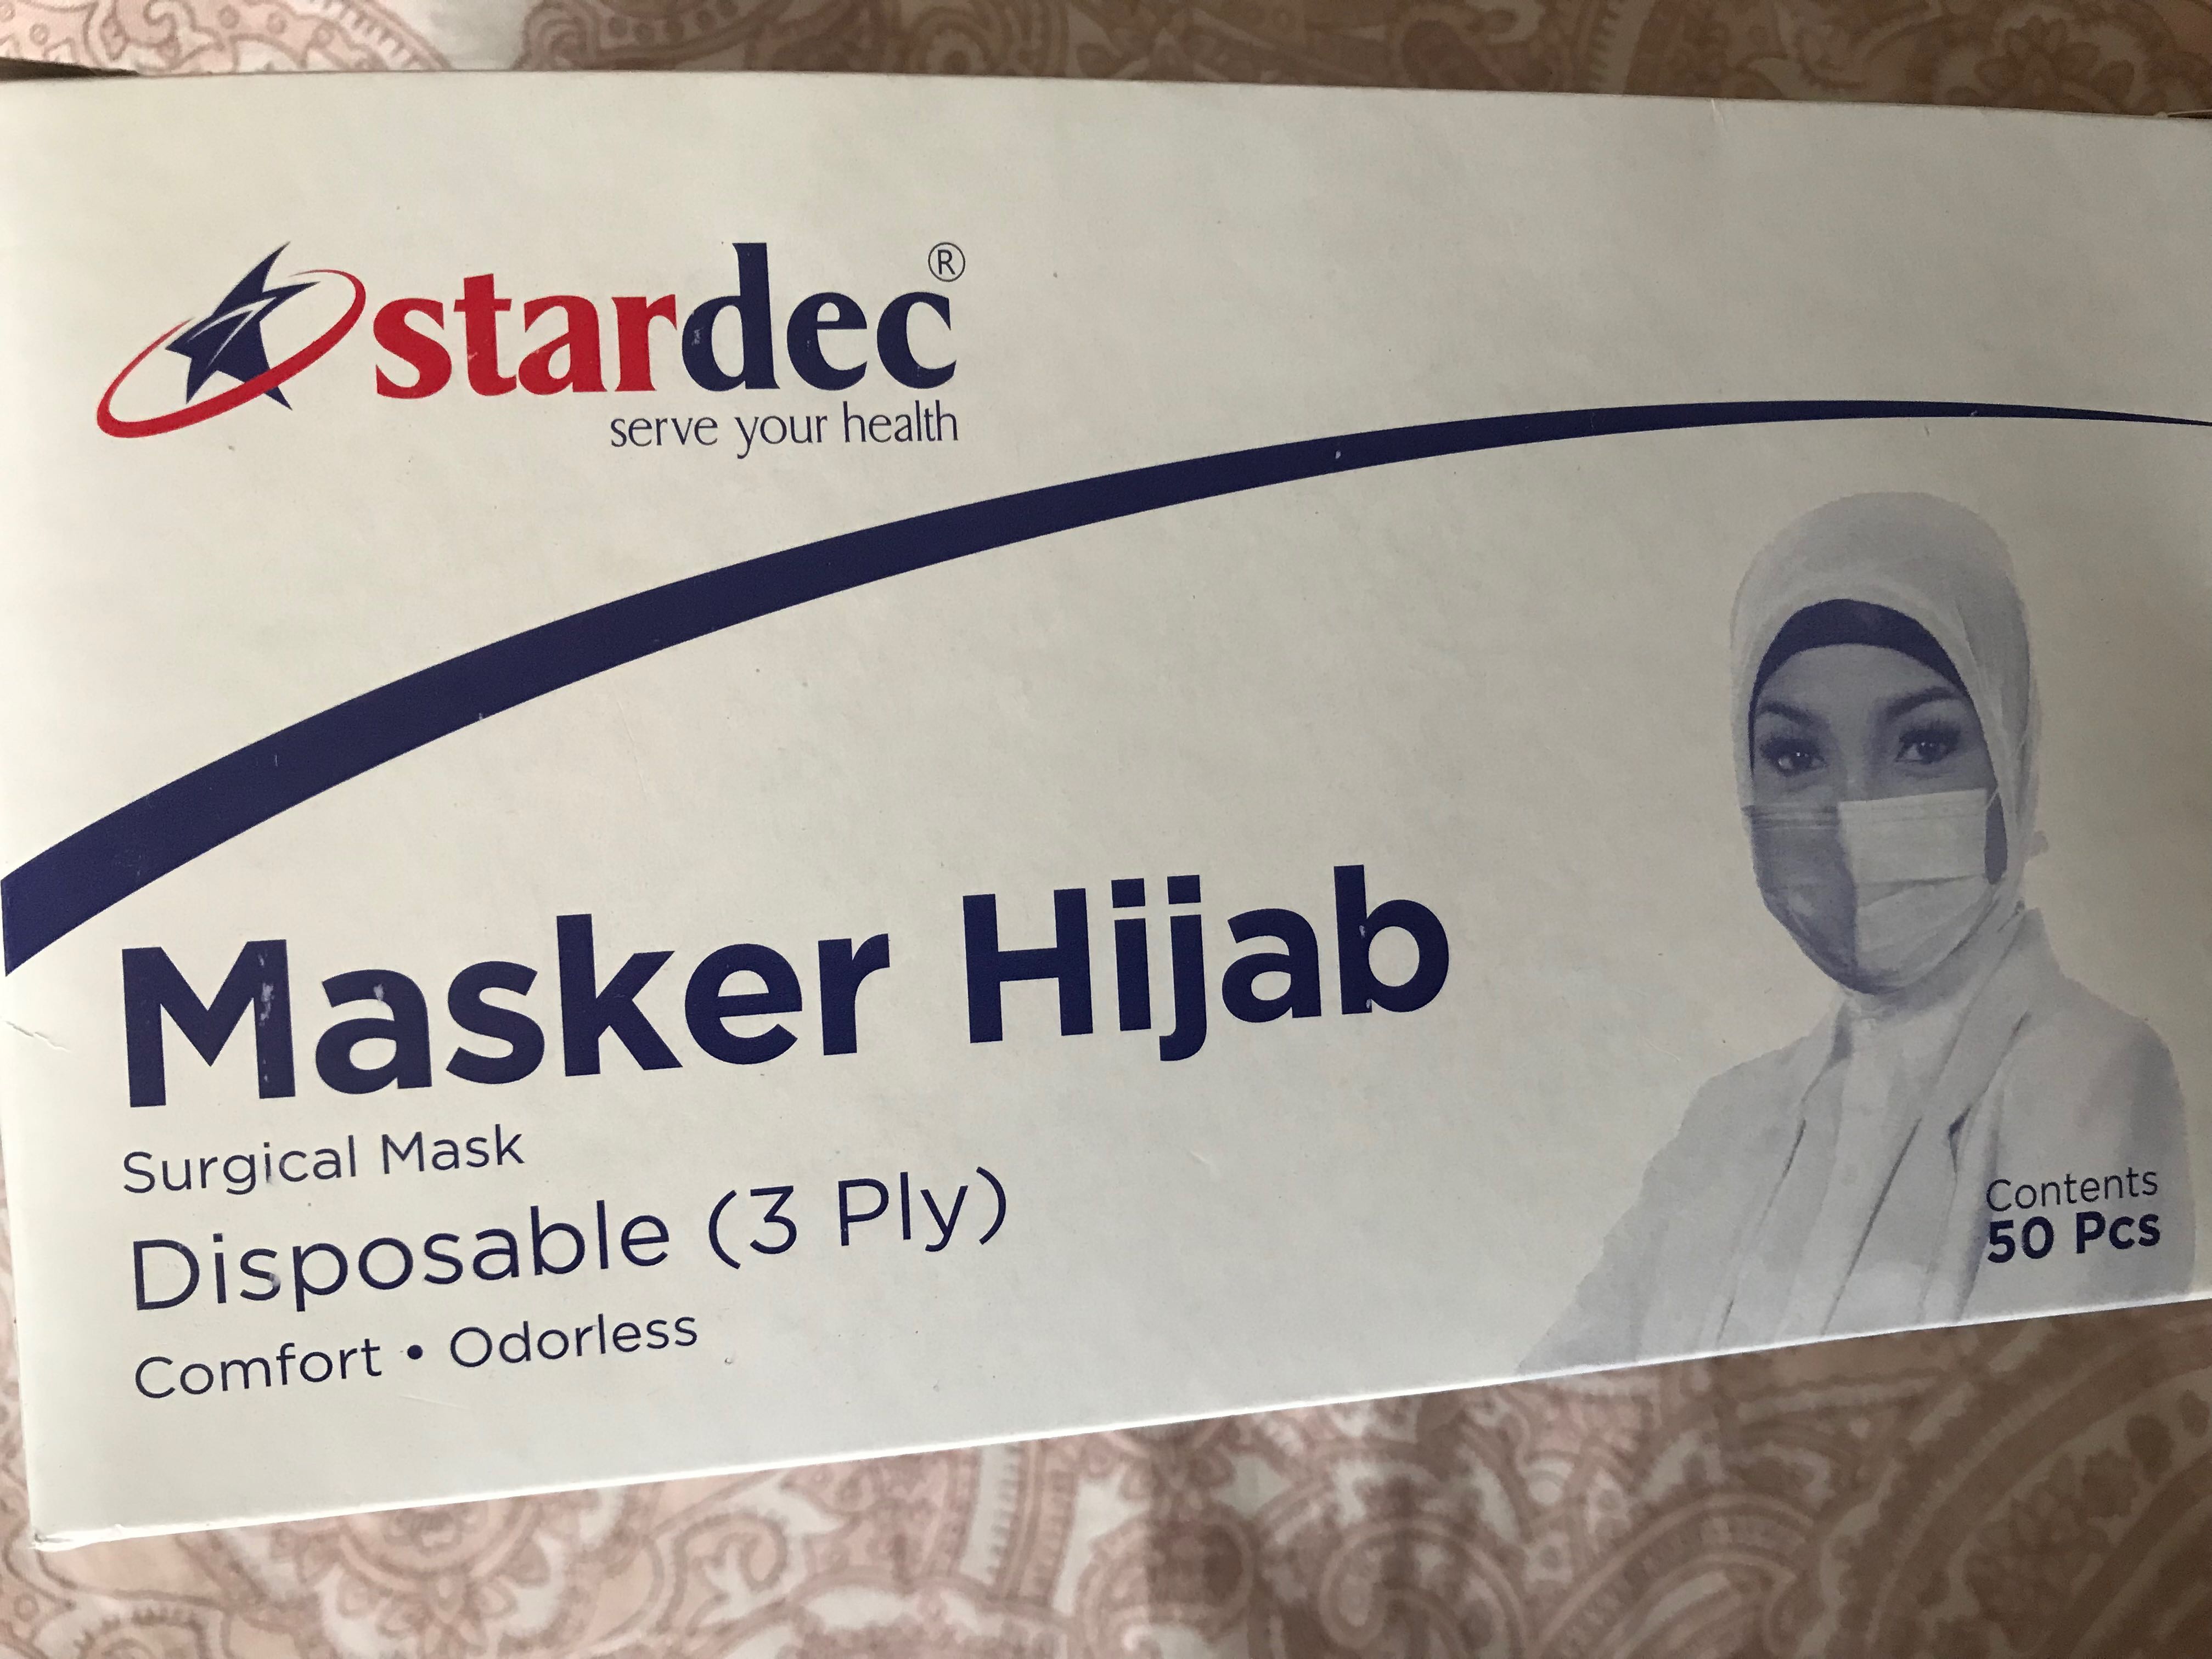 stardec®
serve your health
Masker Hijab
Surgical Mask
Disposable (3 Ply)
Comfort • Odorless
Contents
50 Pcs